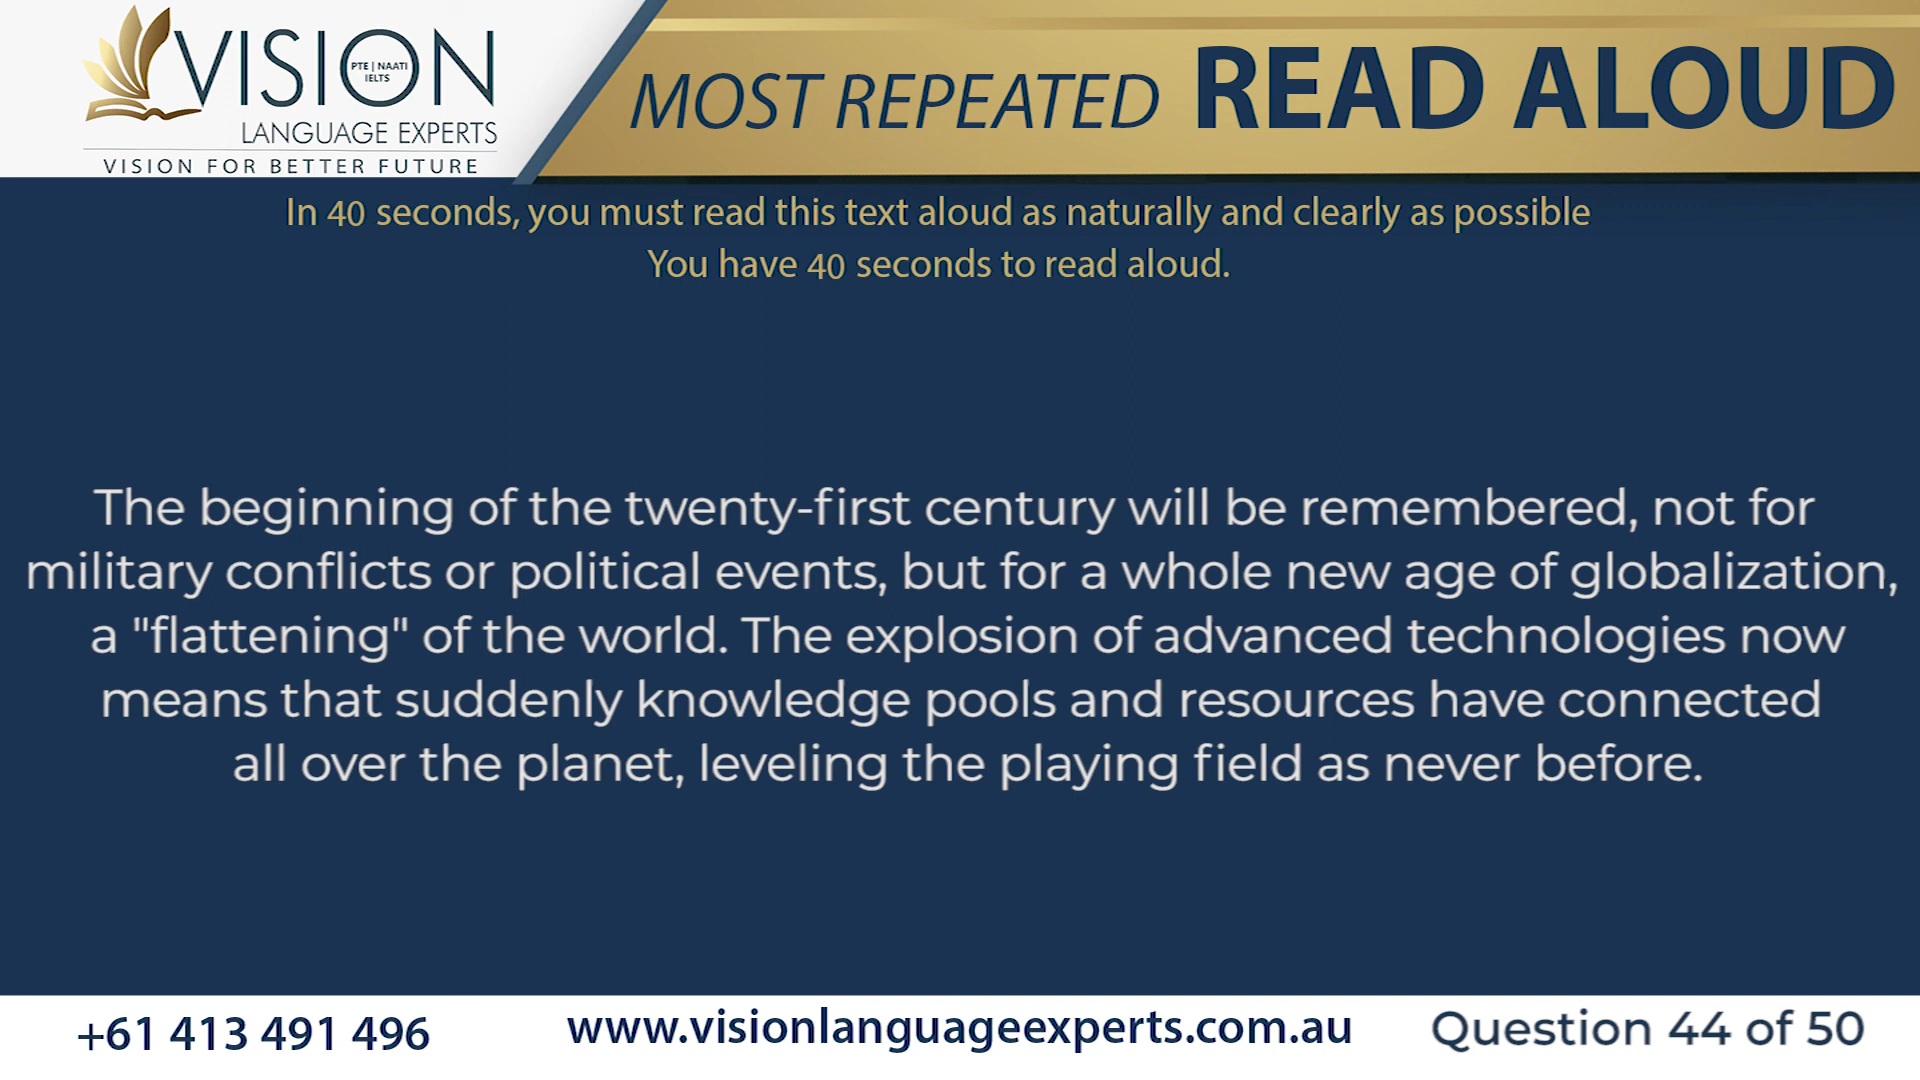 VISION
PTE | NAATI
IELTS
LANGUAGE EXPERTS
VISION FOR BETTER FUTURE
MOST REPEATED READ ALOUD
In 40 seconds, you must read this text aloud as naturally and clearly as possible
You have 40 seconds to read aloud.
The beginning of the twenty-first century will be remembered, not for
military conflicts or political events, but for a whole new age of globalization,
a "flattening" of the world. The explosion of advanced technologies now
means that suddenly knowledge pools and resources have connected
all over the planet, leveling the playing field as never before.
+61 413 491 496
www.visionlanguageexperts.com.au
Question 44 of 50